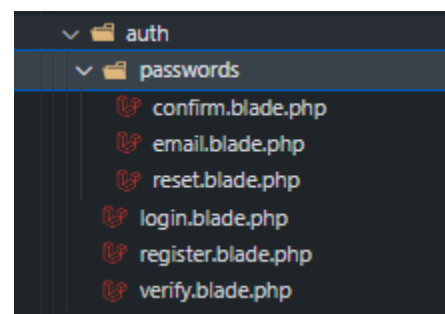 auth
passwords
confirm.blade.php
email.blade.php
reset.blade.php
login.blade.php
register.blade.php
verify.blade.php